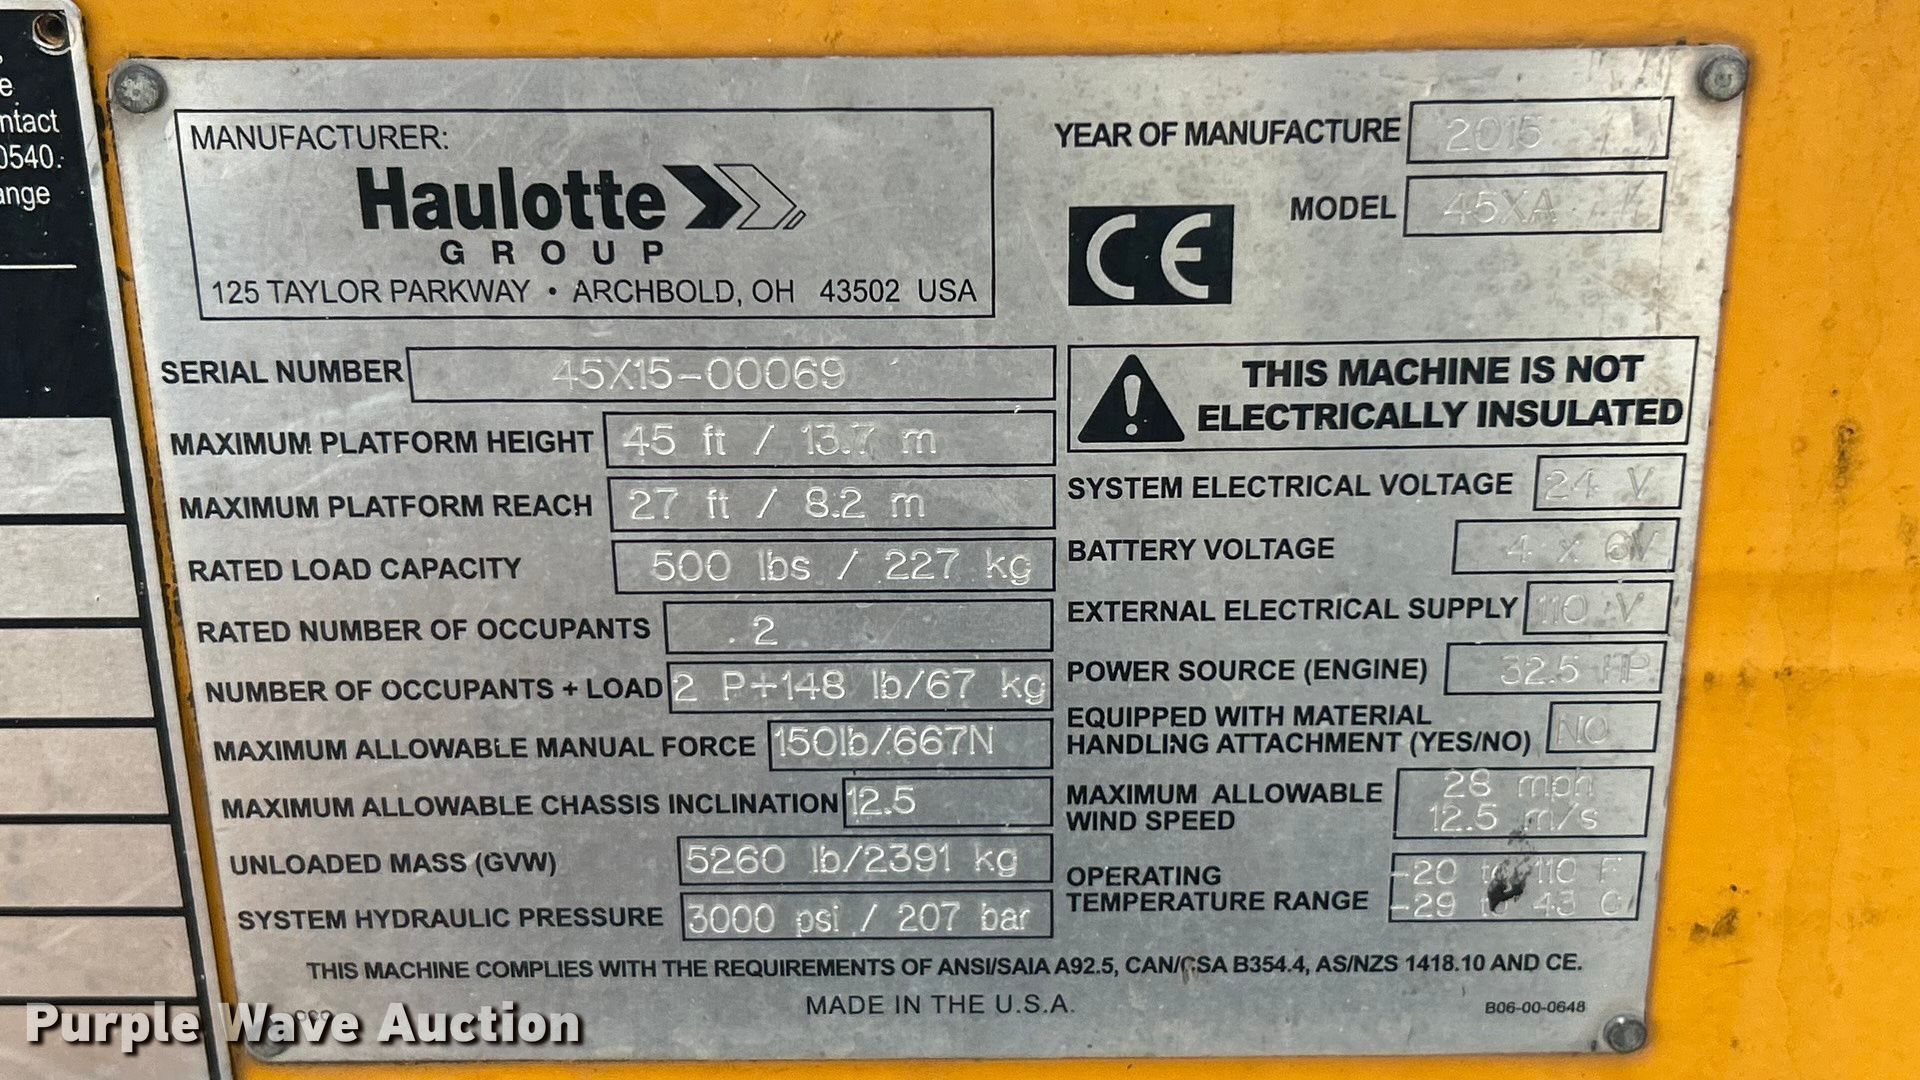 e
ntact
0540.
ange
MANUFACTURER:
Haulotte
GROUP
125 TAYLOR PARKWAY • ARCHBOLD, OH 43502 USA
YEAR OF MANUFACTURE 2015
MODEL 45XA
CE
SERIAL NUMBER 45X15-00069
MAXIMUM PLATFORM HEIGHT 45 ft / 13.7 m
MAXIMUM PLATFORM REACH 27 ft / 8.2 m
RATED LOAD CAPACITY 500 lbs / 227 kg
RATED NUMBER OF OCCUPANTS 2
NUMBER OF OCCUPANTS + LOAD 2 P+148 lb/67 kg
MAXIMUM ALLOWABLE MANUAL FORCE 150lb/667N
MAXIMUM ALLOWABLE CHASSIS INCLINATION 12.5
UNLOADED MASS (GVW) 5260 lb/2391 kg
SYSTEM HYDRAULIC PRESSURE 3000 psi / 207 bar
THIS MACHINE IS NOT
ELECTRICALLY INSULATED
SYSTEM ELECTRICAL VOLTAGE 24 V
BATTERY VOLTAGE 4 x 6V
EXTERNAL ELECTRICAL SUPPLY 110 V
POWER SOURCE (ENGINE) 32.5 HP
EQUIPPED WITH MATERIAL
HANDLING ATTACHMENT (YES/NO) NO
MAXIMUM ALLOWABLE 28 mph
WIND SPEED 12.5 m/s
OPERATING -20 to 110 F
TEMPERATURE RANGE -29 to 43 C
THIS MACHINE COMPLIES WITH THE REQUIREMENTS OF ANSI/SAIA A92.5, CAN/CSA B354.4, AS/NZS 1418.10 AND CE.
MADE IN THE U.S.A.
B06-00-0648
Purple Wave Auction